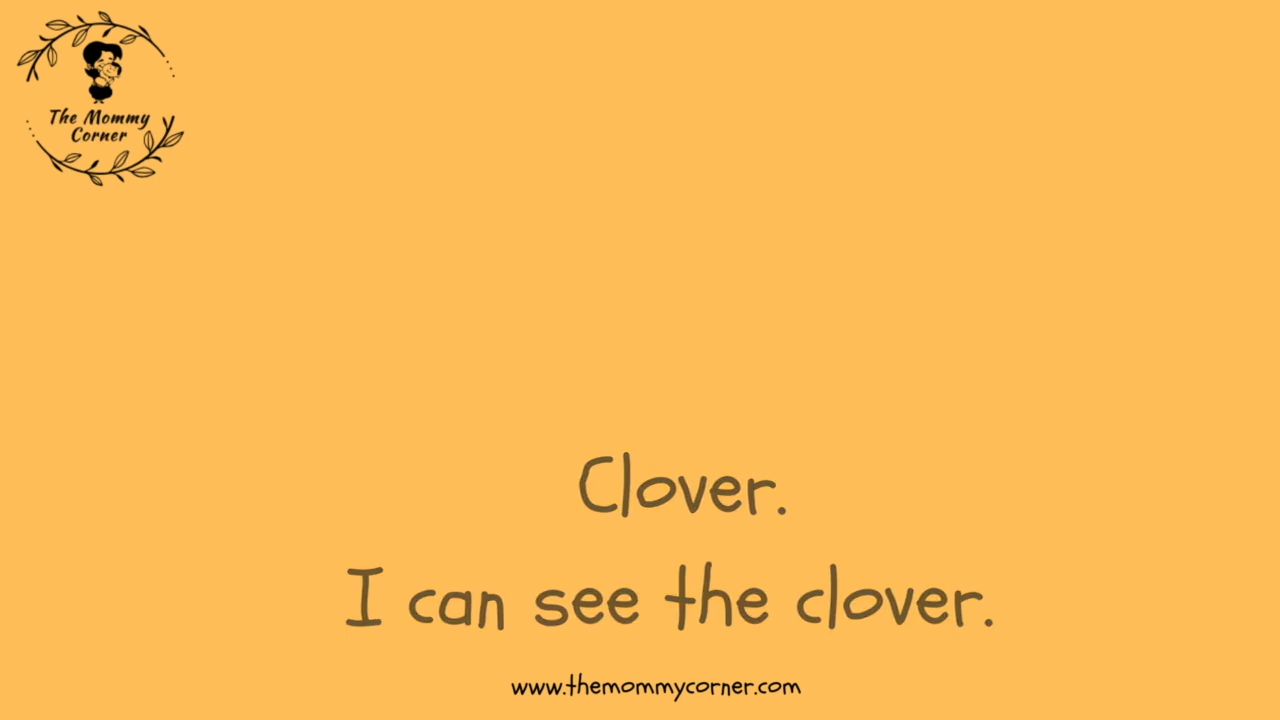 The Mommy
Corner
Clover.
I can see the clover.
www.themommycorner.com